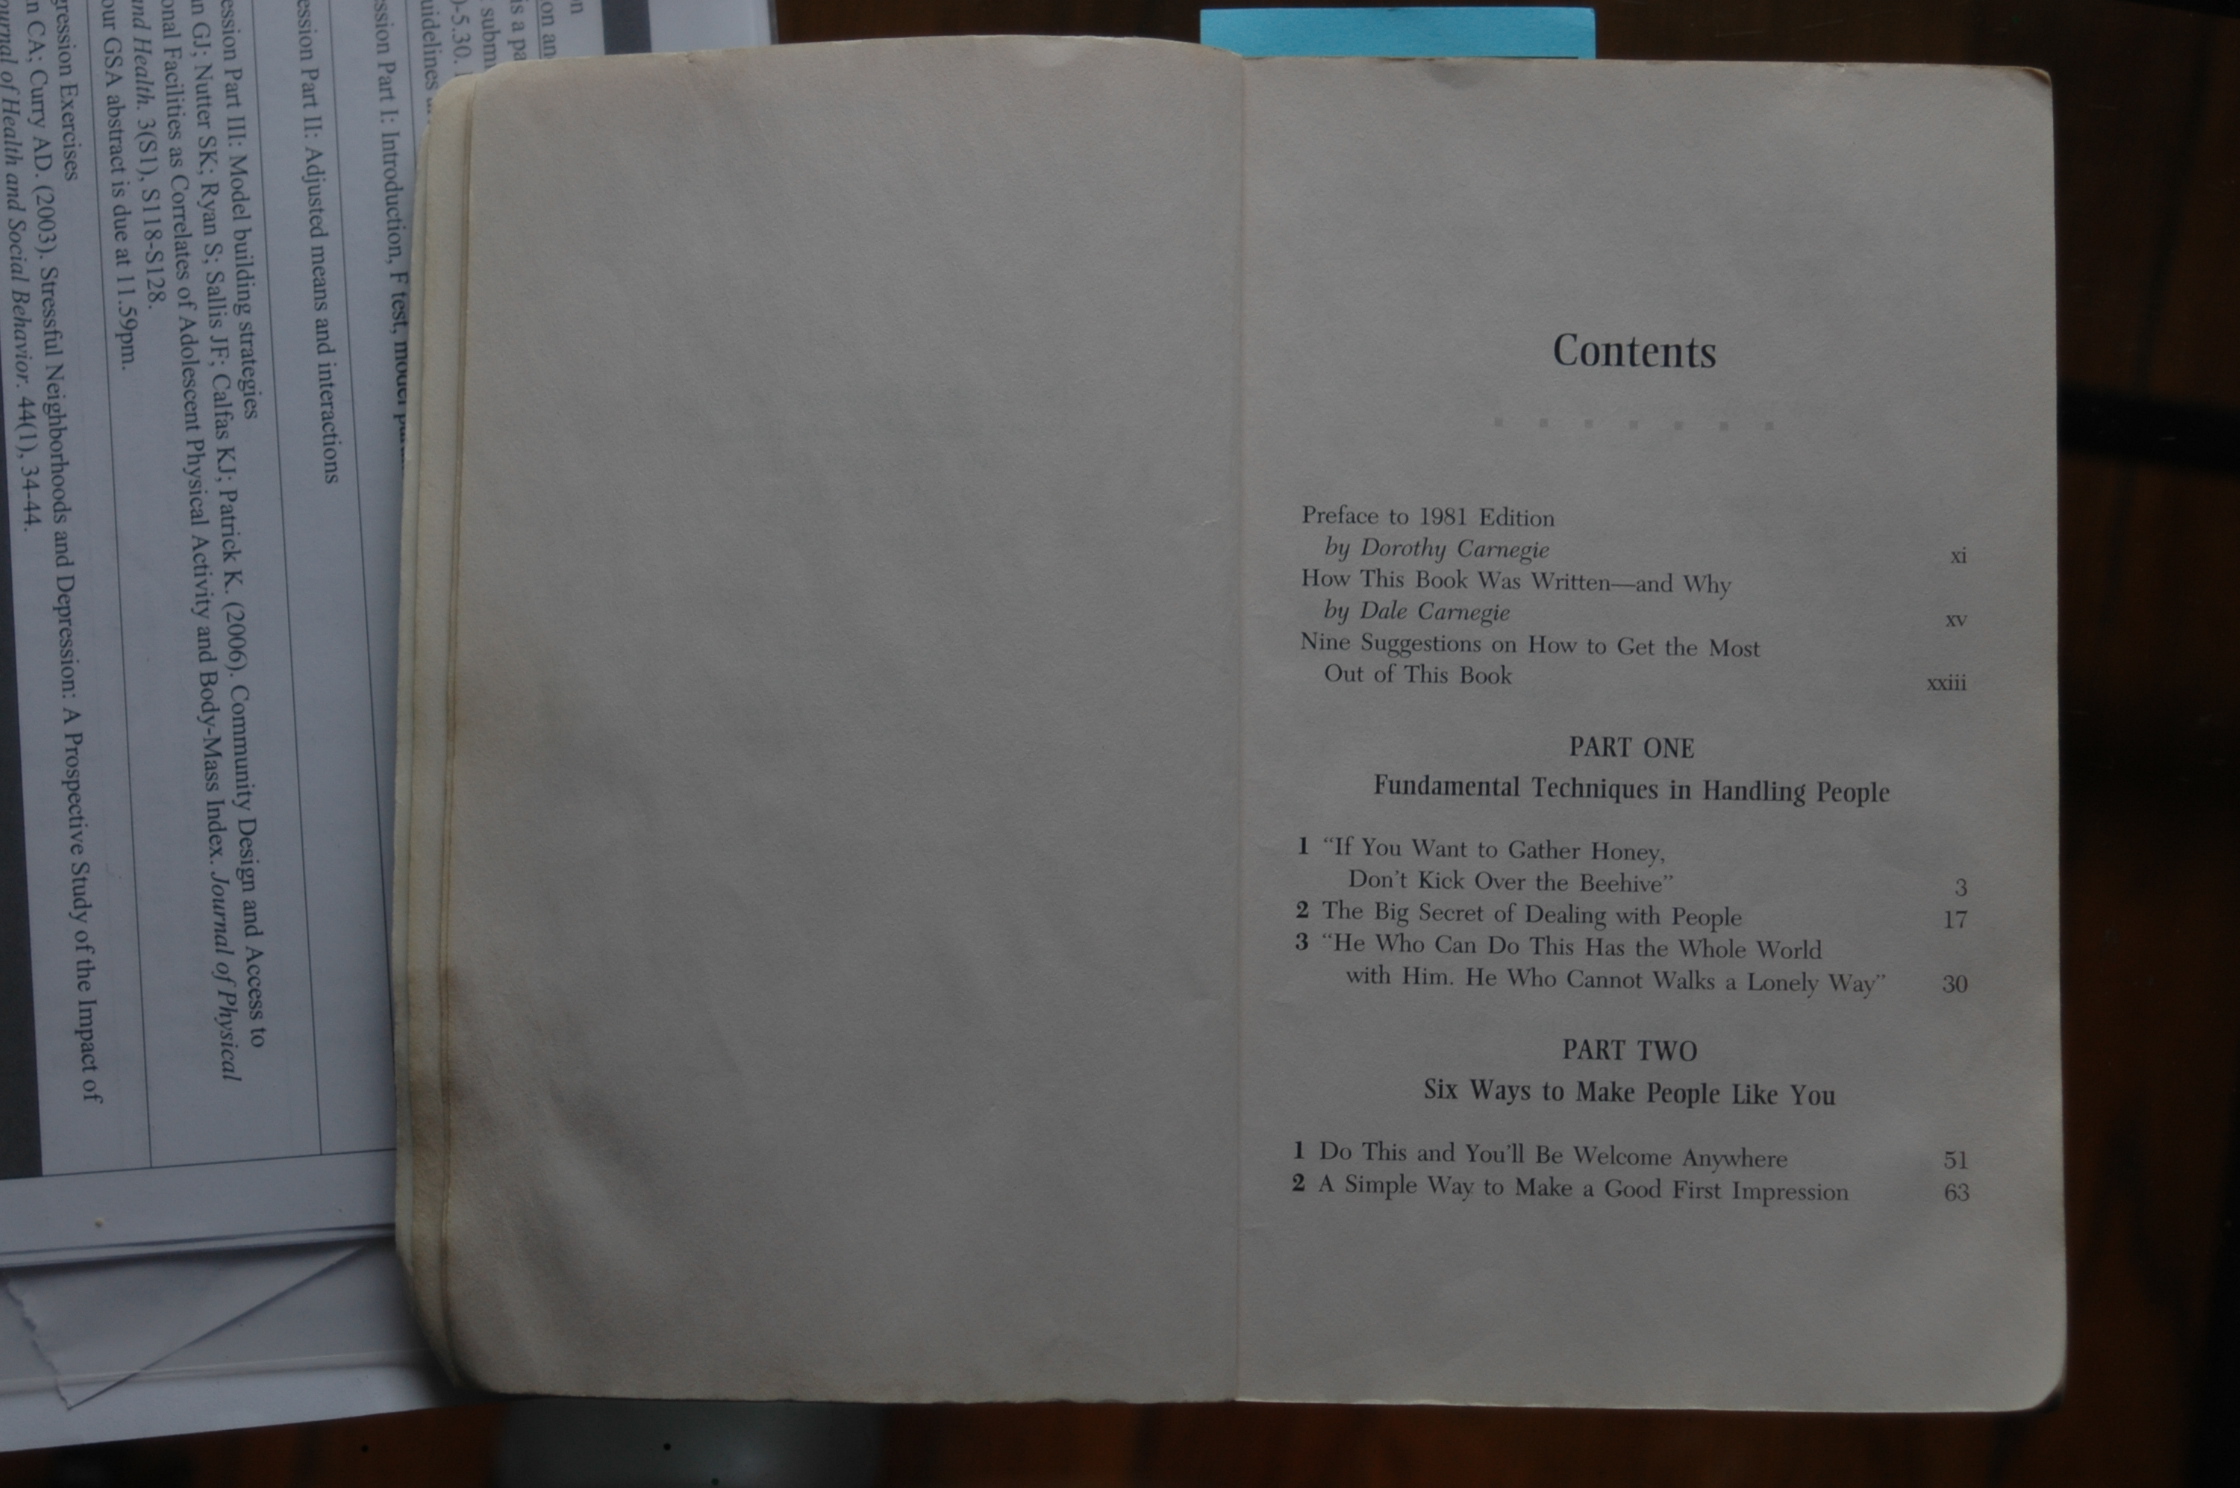 Contents
Preface to 1981 Edition
by Dorothy Carnegie xi
How This Book Was Written—and Why
by Dale Carnegie xv
Nine Suggestions on How to Get the Most
Out of This Book xxiii
PART ONE
Fundamental Techniques in Handling People
1 “If You Want to Gather Honey,
Don't Kick Over the Beehive” 3
2 The Big Secret of Dealing with People 17
3 “He Who Can Do This Has the Whole World
with Him. He Who Cannot Walks a Lonely Way” 30
PART TWO
Six Ways to Make People Like You
1 Do This and You'll Be Welcome Anywhere 51
2 A Simple Way to Make a Good First Impression 63
on an
is a pa
submi
)-5.30.
uidelines
ssion Part I: Introduction, F test, model
ession Part II: Adjusted means and interactions
ession Part III: Model building strategies
n GJ; Nutter SK; Ryan S; Sallis JF; Calfas KJ; Patrick K. (2006). Community Design and Access to
onal Facilities as Correlates of Adolescent Physical Activity and Body-Mass Index. Journal of Physical
and Health. 3(S1), S118-S128.
our GSA abstract is due at 11.59pm.
gression Exercises
n CA; Curry AD. (2003). Stressful Neighborhoods and Depression: A Prospective Study of the Impact of
ournal of Health and Social Behavior. 44(1), 34-44.